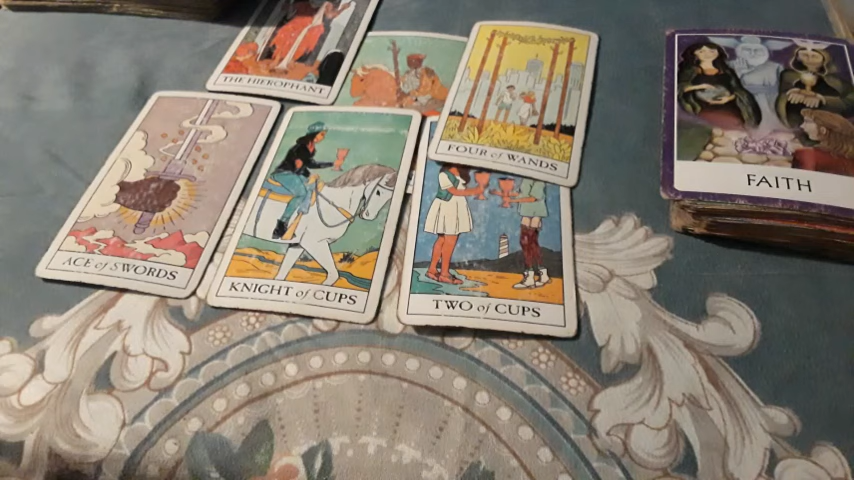 THE HIEROPHANT
FOUR of WANDS
FAITH
ACE of SWORDS
KNIGHT of CUPS
TWO of CUPS